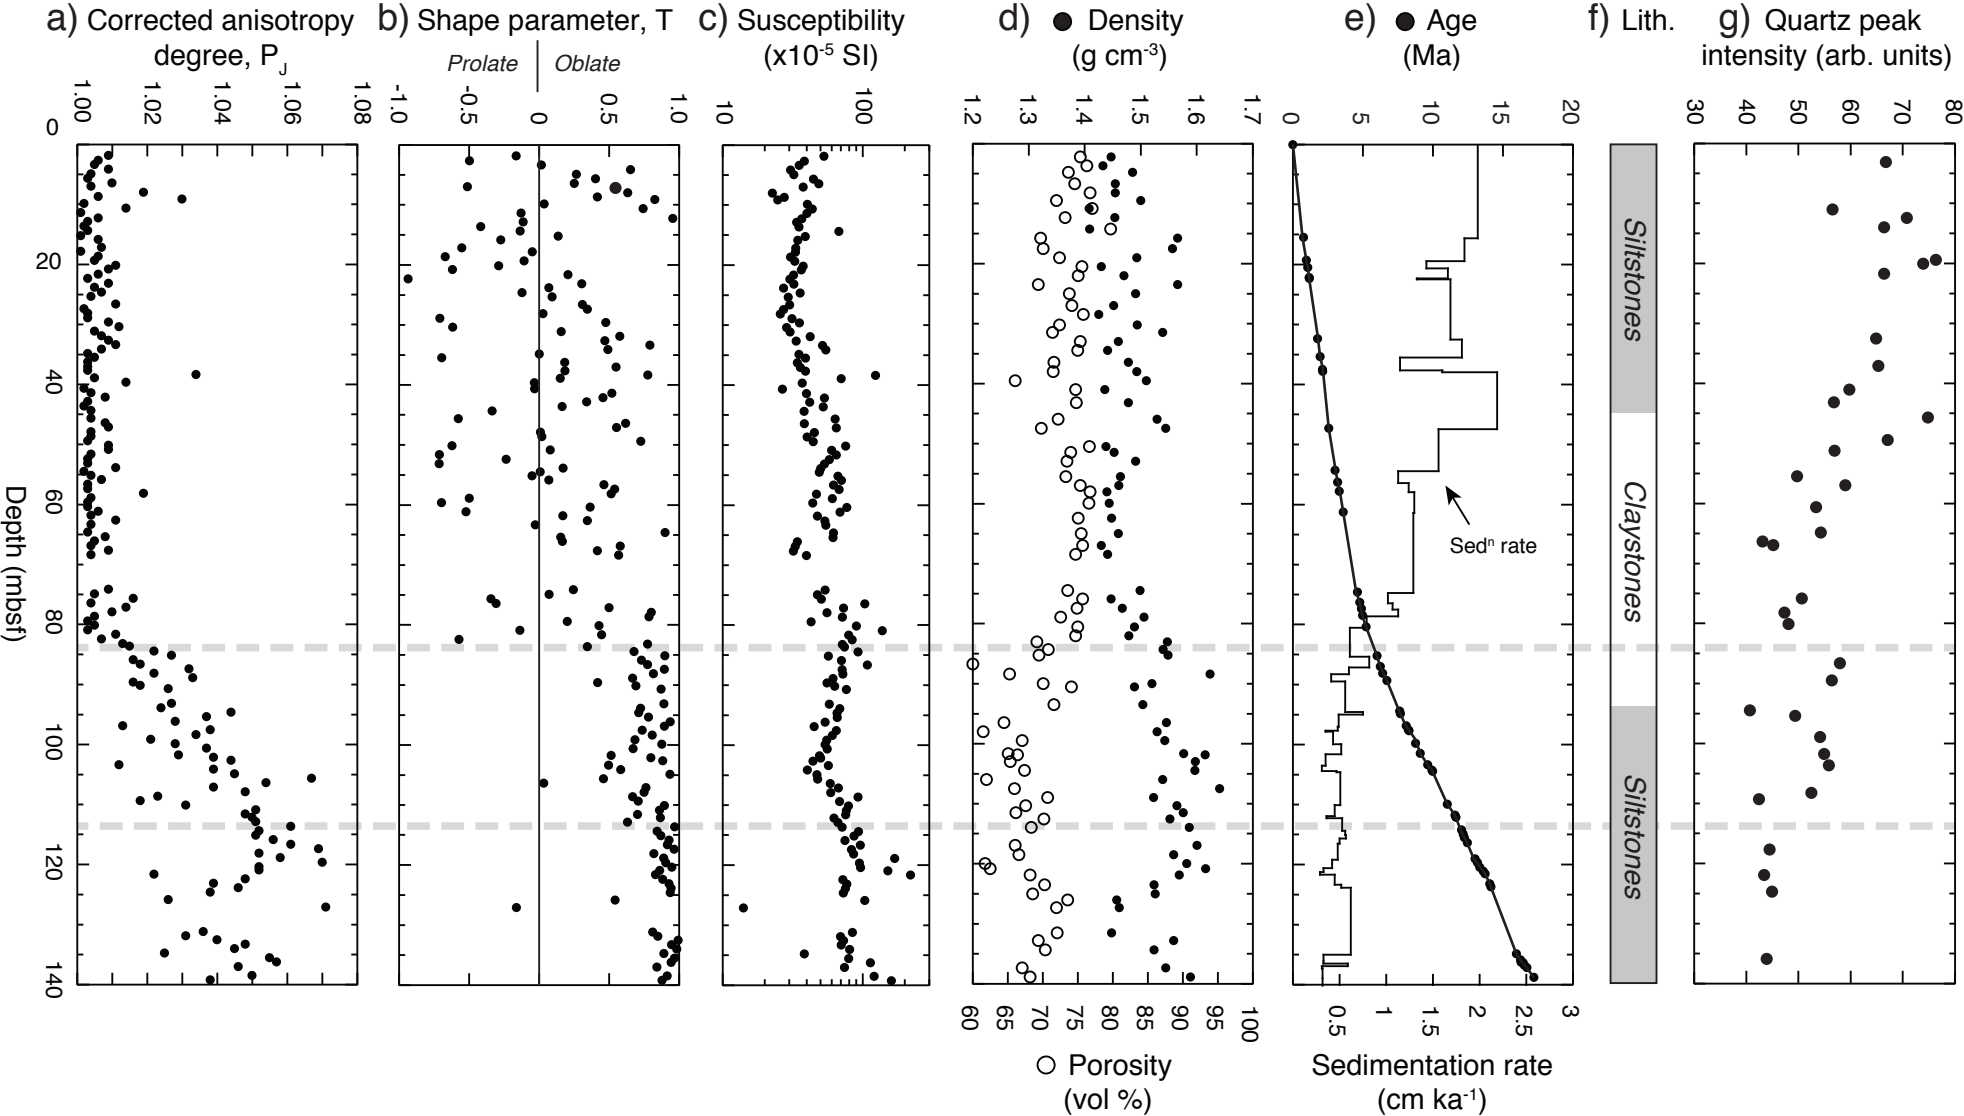 a) Corrected anisotropy
degree, PJ
b) Shape parameter, T
Prolate
Oblate
c) Susceptibility
(x10-5 SI)
d) Density
(g cm-3)
e) Age
(Ma)
f) Lith.
g) Quartz peak
intensity (arb. units)
1.00 1.02 1.04 1.06 1.08
-1.0 -0.5 0 0.5 1.0
10 100
1.2 1.3 1.4 1.5 1.6 1.7
0 5 10 15 20
30 40 50 60 70 80
Depth (mbsf)
0
20
40
60
80
100
120
140
Sedn rate
Siltstones
Claystones
Siltstones
60 65 70 75 80 85 90 95 100
Porosity
(vol %)
0.5 1 1.5 2 2.5 3
Sedimentation rate
(cm ka-1)